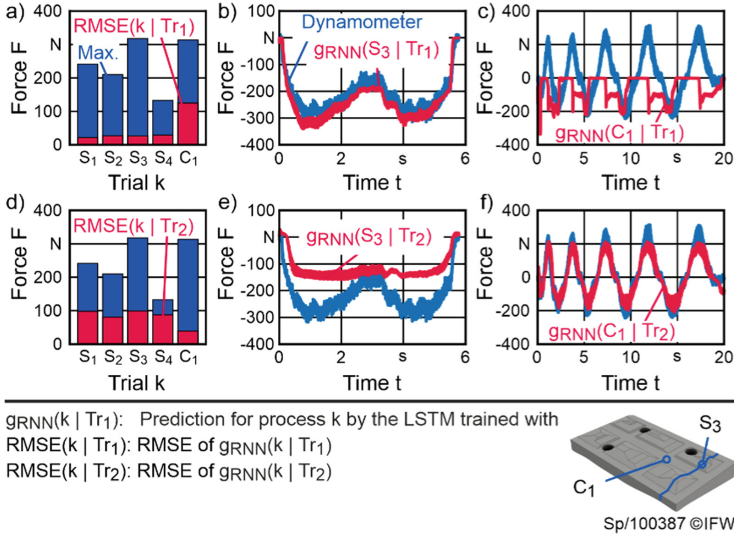 a)
400
N
200
100
0
Force F
RMSE(k | Tr1)
Max.
S1 S2 S3 S4 C1
Trial k
b)
100
N
-100
-200
-300
-400
Force F
Dynamometer
gRNN(S3 | Tr1)
0 2 s 6
Time t
c)
400
N
0
-200
-400
Force F
gRNN(C1 | Tr1)
0 5 10 s 20
Time t
d)
400
N
200
100
0
Force F
RMSE(k | Tr2)
S1 S2 S3 S4 C1
Trial k
e)
100
N
-100
-200
-300
-400
Force F
gRNN(S3 | Tr2)
0 2 s 6
Time t
f)
400
N
0
-200
-400
Force F
gRNN(C1 | Tr2)
0 5 10 s 20
Time t
gRNN(k | Tr1): Prediction for process k by the LSTM trained with
RMSE(k | Tr1): RMSE of gRNN(k | Tr1)
RMSE(k | Tr2): RMSE of gRNN(k | Tr2)
S3
C1
Sp/100387 ©IFW